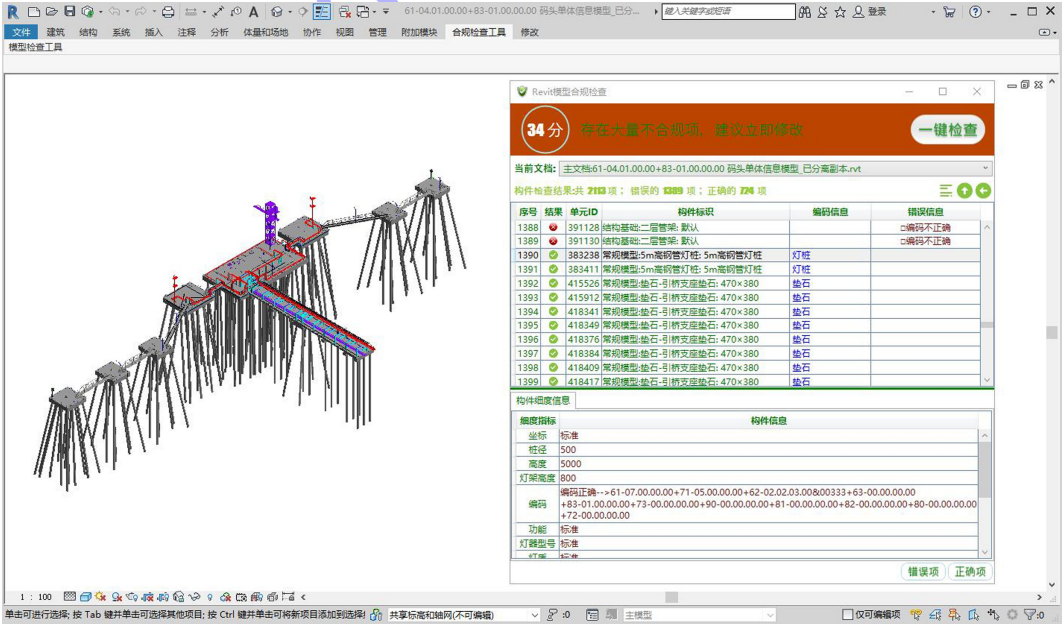 61-04.01.00.00+83-01.00.00.00 码头单体信息模型_已分...
键入关键字或短语
登录
文件 建筑 结构 系统 插入 注释 分析 体量和场地 协作 视图 管理 附加模块 合规检查工具 修改
模型检查工具
Revit模型合规检查
34 分 存在大量不合规项，建议立即修改 一键检查
当前文档: 主文档:61-04.01.00.00+83-01.00.00.00 码头单体信息模型_已分离副本.rvt
构件检查结果:共 2113 项； 错误的 1389 项； 正确的 724 项
序号 结果 单元ID 构件标识 编码信息 错误信息
1388 391128 结构基础:二层管架: 默认 □编码不正确
1389 391130 结构基础:二层管架: 默认 □编码不正确
1390 383238 常规模型:5m高钢管灯桩: 5m高钢管灯桩 灯桩
1391 383411 常规模型:5m高钢管灯桩: 5m高钢管灯桩 灯桩
1392 415526 常规模型:垫石-引桥支座垫石: 470×380 垫石
1393 415912 常规模型:垫石-引桥支座垫石: 470×380 垫石
1394 418341 常规模型:垫石-引桥支座垫石: 470×380 垫石
1395 418349 常规模型:垫石-引桥支座垫石: 470×380 垫石
1396 418376 常规模型:垫石-引桥支座垫石: 470×380 垫石
1397 418384 常规模型:垫石-引桥支座垫石: 470×380 垫石
1398 418409 常规模型:垫石-引桥支座垫石: 470×380 垫石
1399 418417 常规模型:垫石-引桥支座垫石: 470×380 垫石
构件细度信息
细度指标 构件信息
坐标 标准
桩径 500
高度 5000
灯架高度 800
编码 编码正确-->61-07.00.00.00+71-05.00.00.00+62-02.02.03.00&00333+63-00.00.00.00
+83-01.00.00.00+73-00.00.00.00+90-00.00.00.00+81-00.00.00.00+82-00.00.00.00+80-00.00.00.00
+72-00.00.00.00
功能 标准
灯器型号 标准
灯质 标准
错误项 正确项
1 : 100
单击可进行选择; 按 Tab 键并单击可选择其他项目; 按 Ctrl 键并单击可将新项目添加到选择! 共享标高和轴网(不可编辑) :0 主模型 仅可编辑项 :0